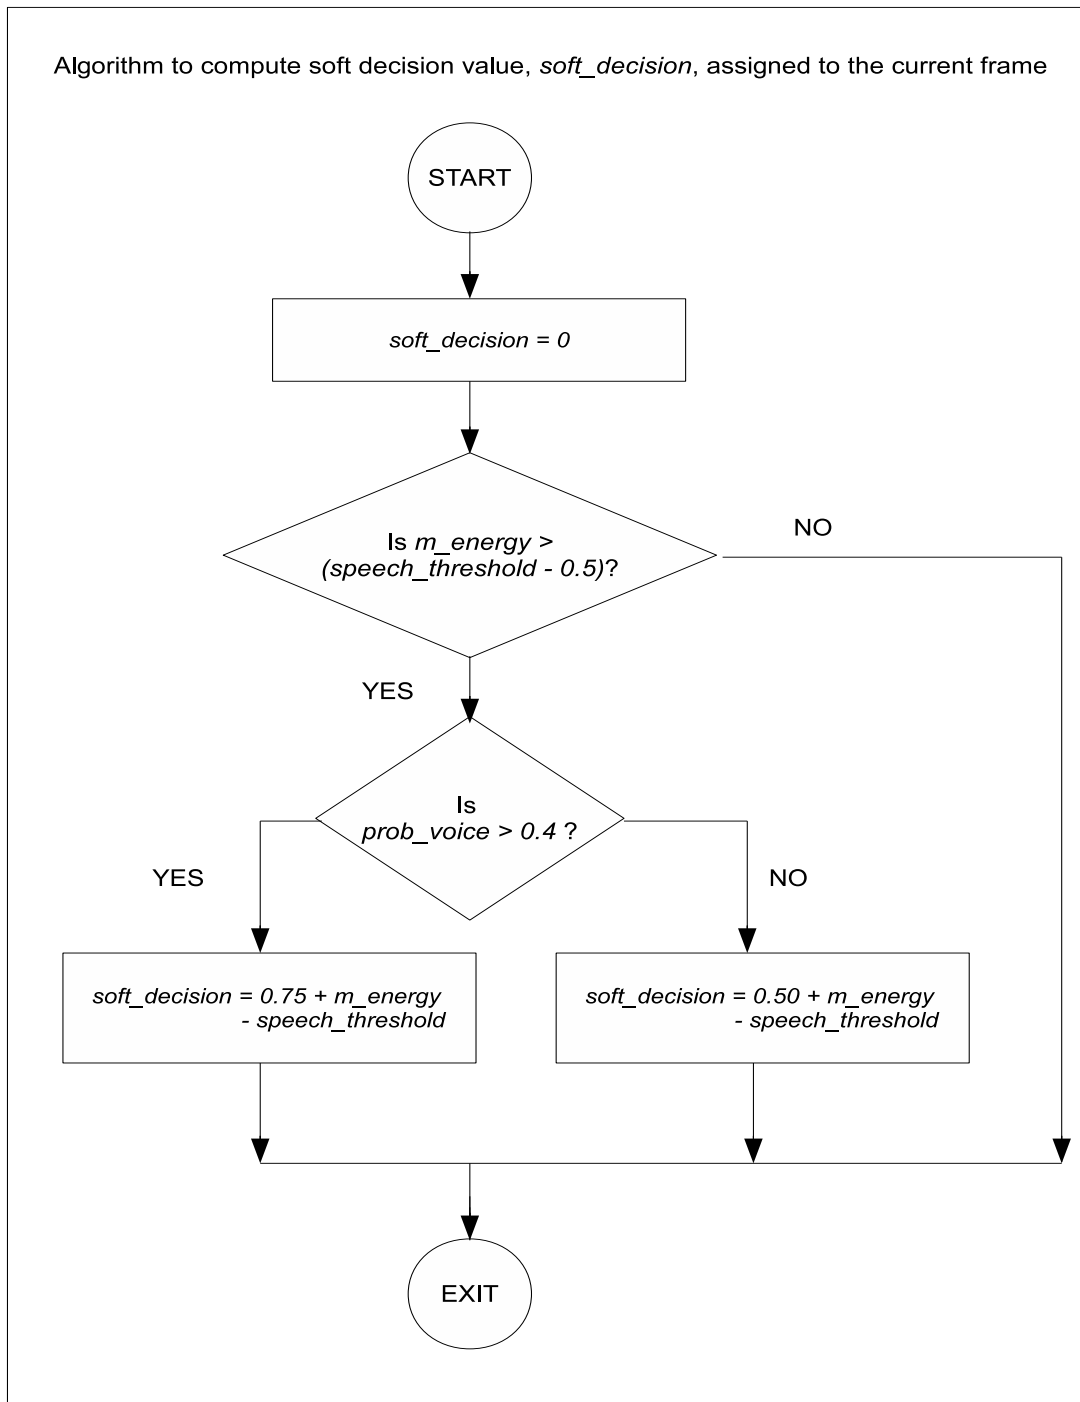 Algorithm to compute soft decision value, soft_decision, assigned to the current frame
START
soft_decision = 0
Is m_energy >
(speech_threshold - 0.5)?
NO
YES
Is
prob_voice > 0.4 ?
YES
NO
soft_decision = 0.75 + m_energy
- speech_threshold
soft_decision = 0.50 + m_energy
- speech_threshold
EXIT